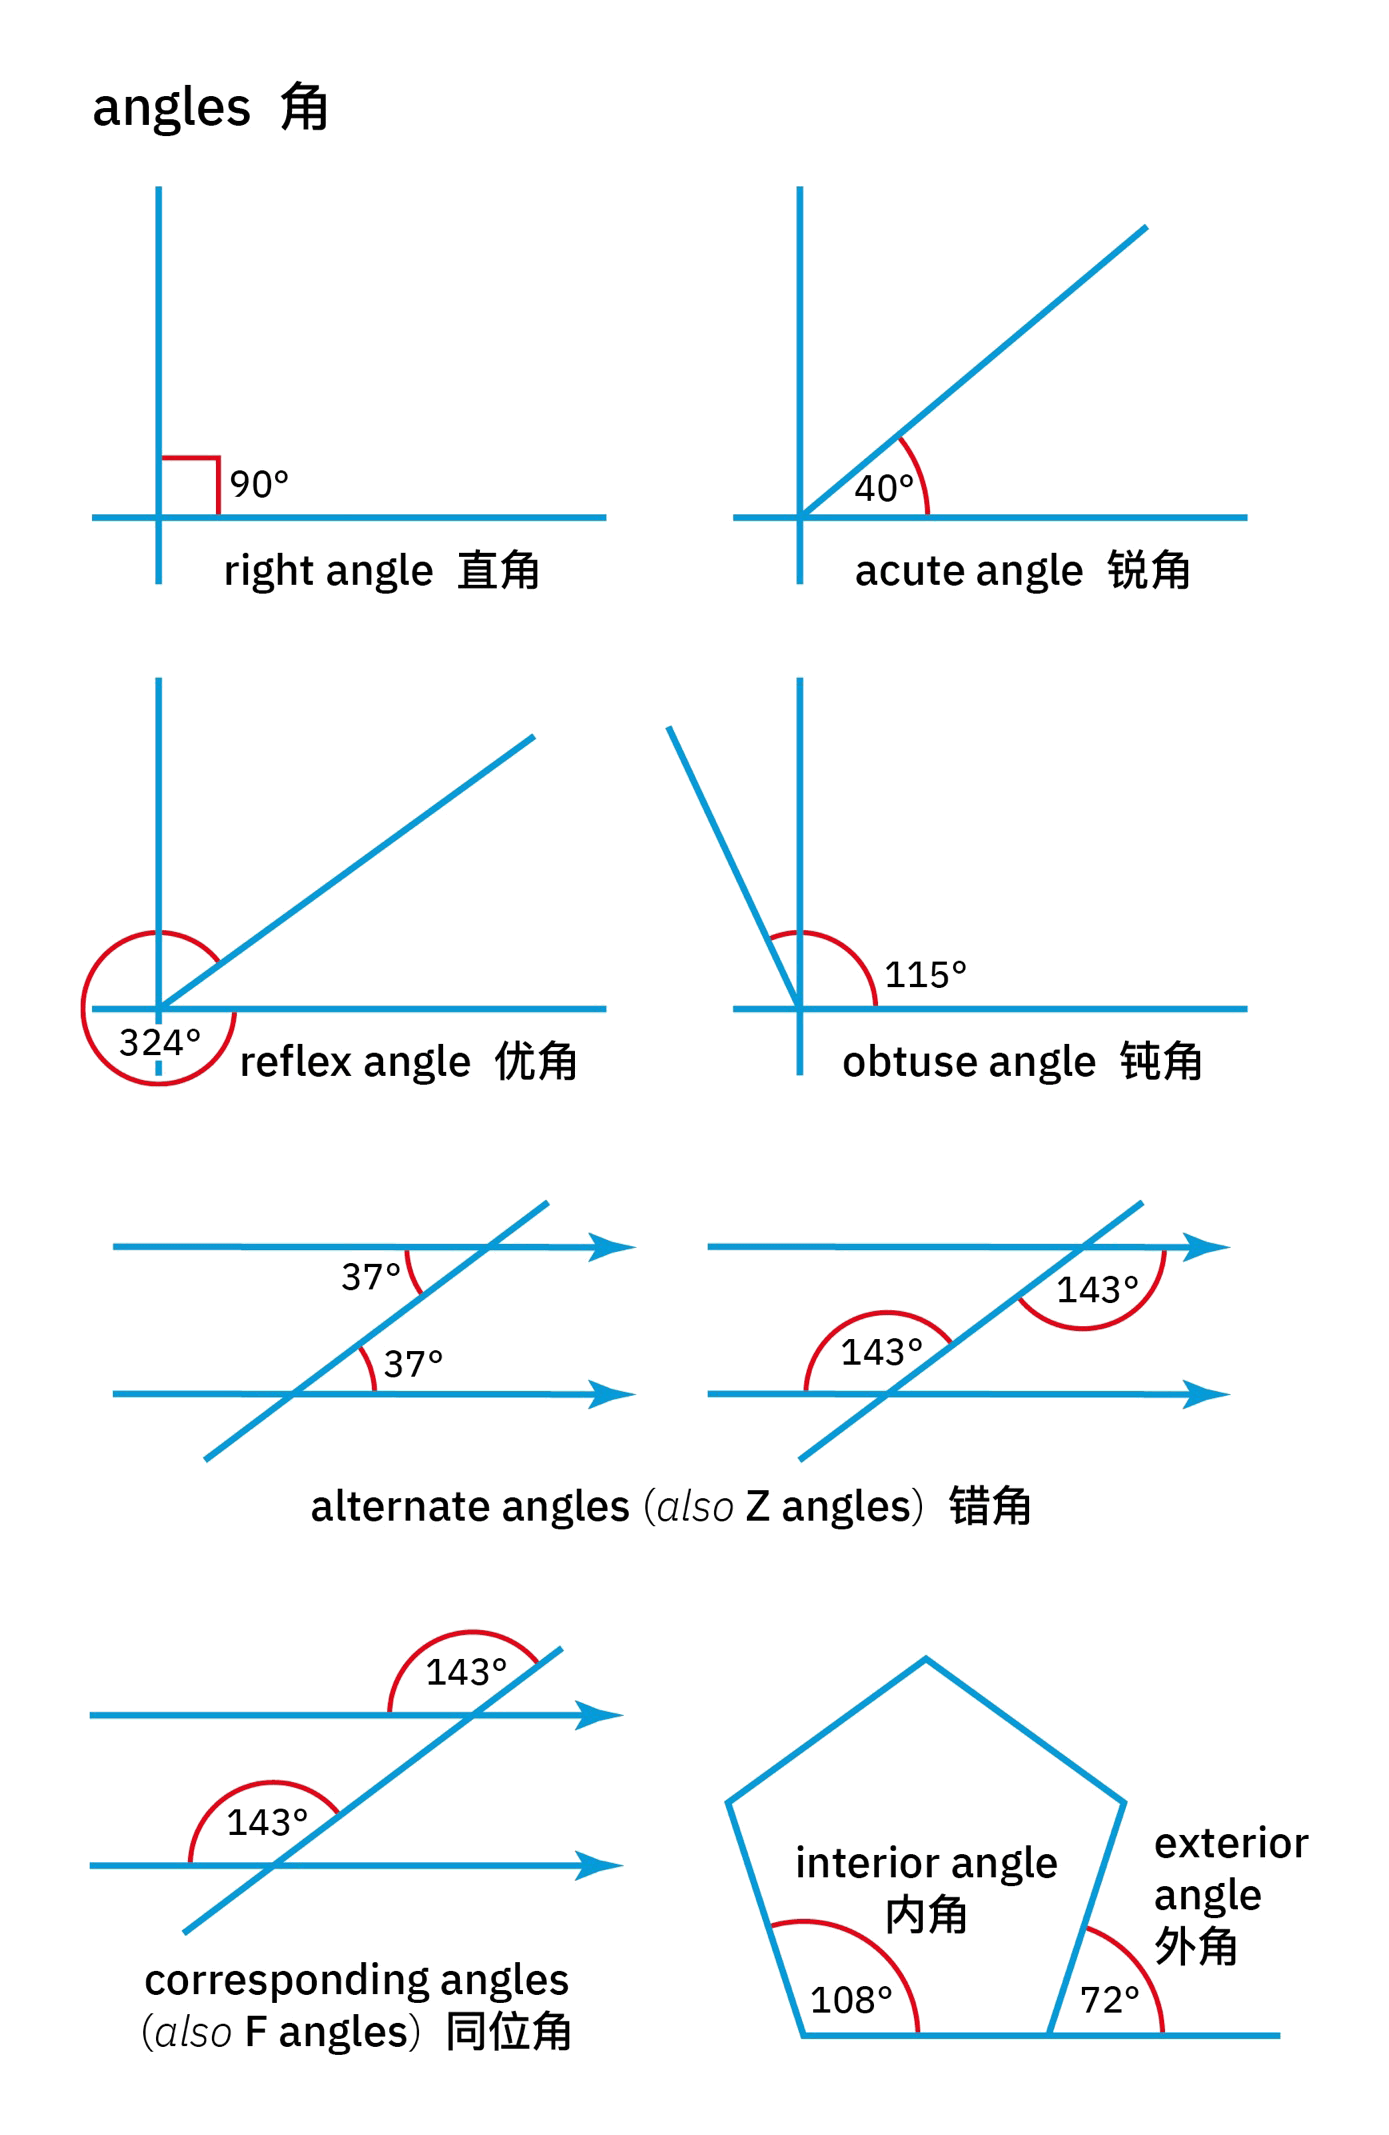 angles 角
90°
right angle 直角
40°
acute angle 锐角
324°
reflex angle 优角
115°
obtuse angle 钝角
37°
37°
143°
143°
alternate angles (also Z angles) 错角
143°
143°
corresponding angles
(also F angles) 同位角
interior angle
内角
108°
exterior
angle
外角
72°